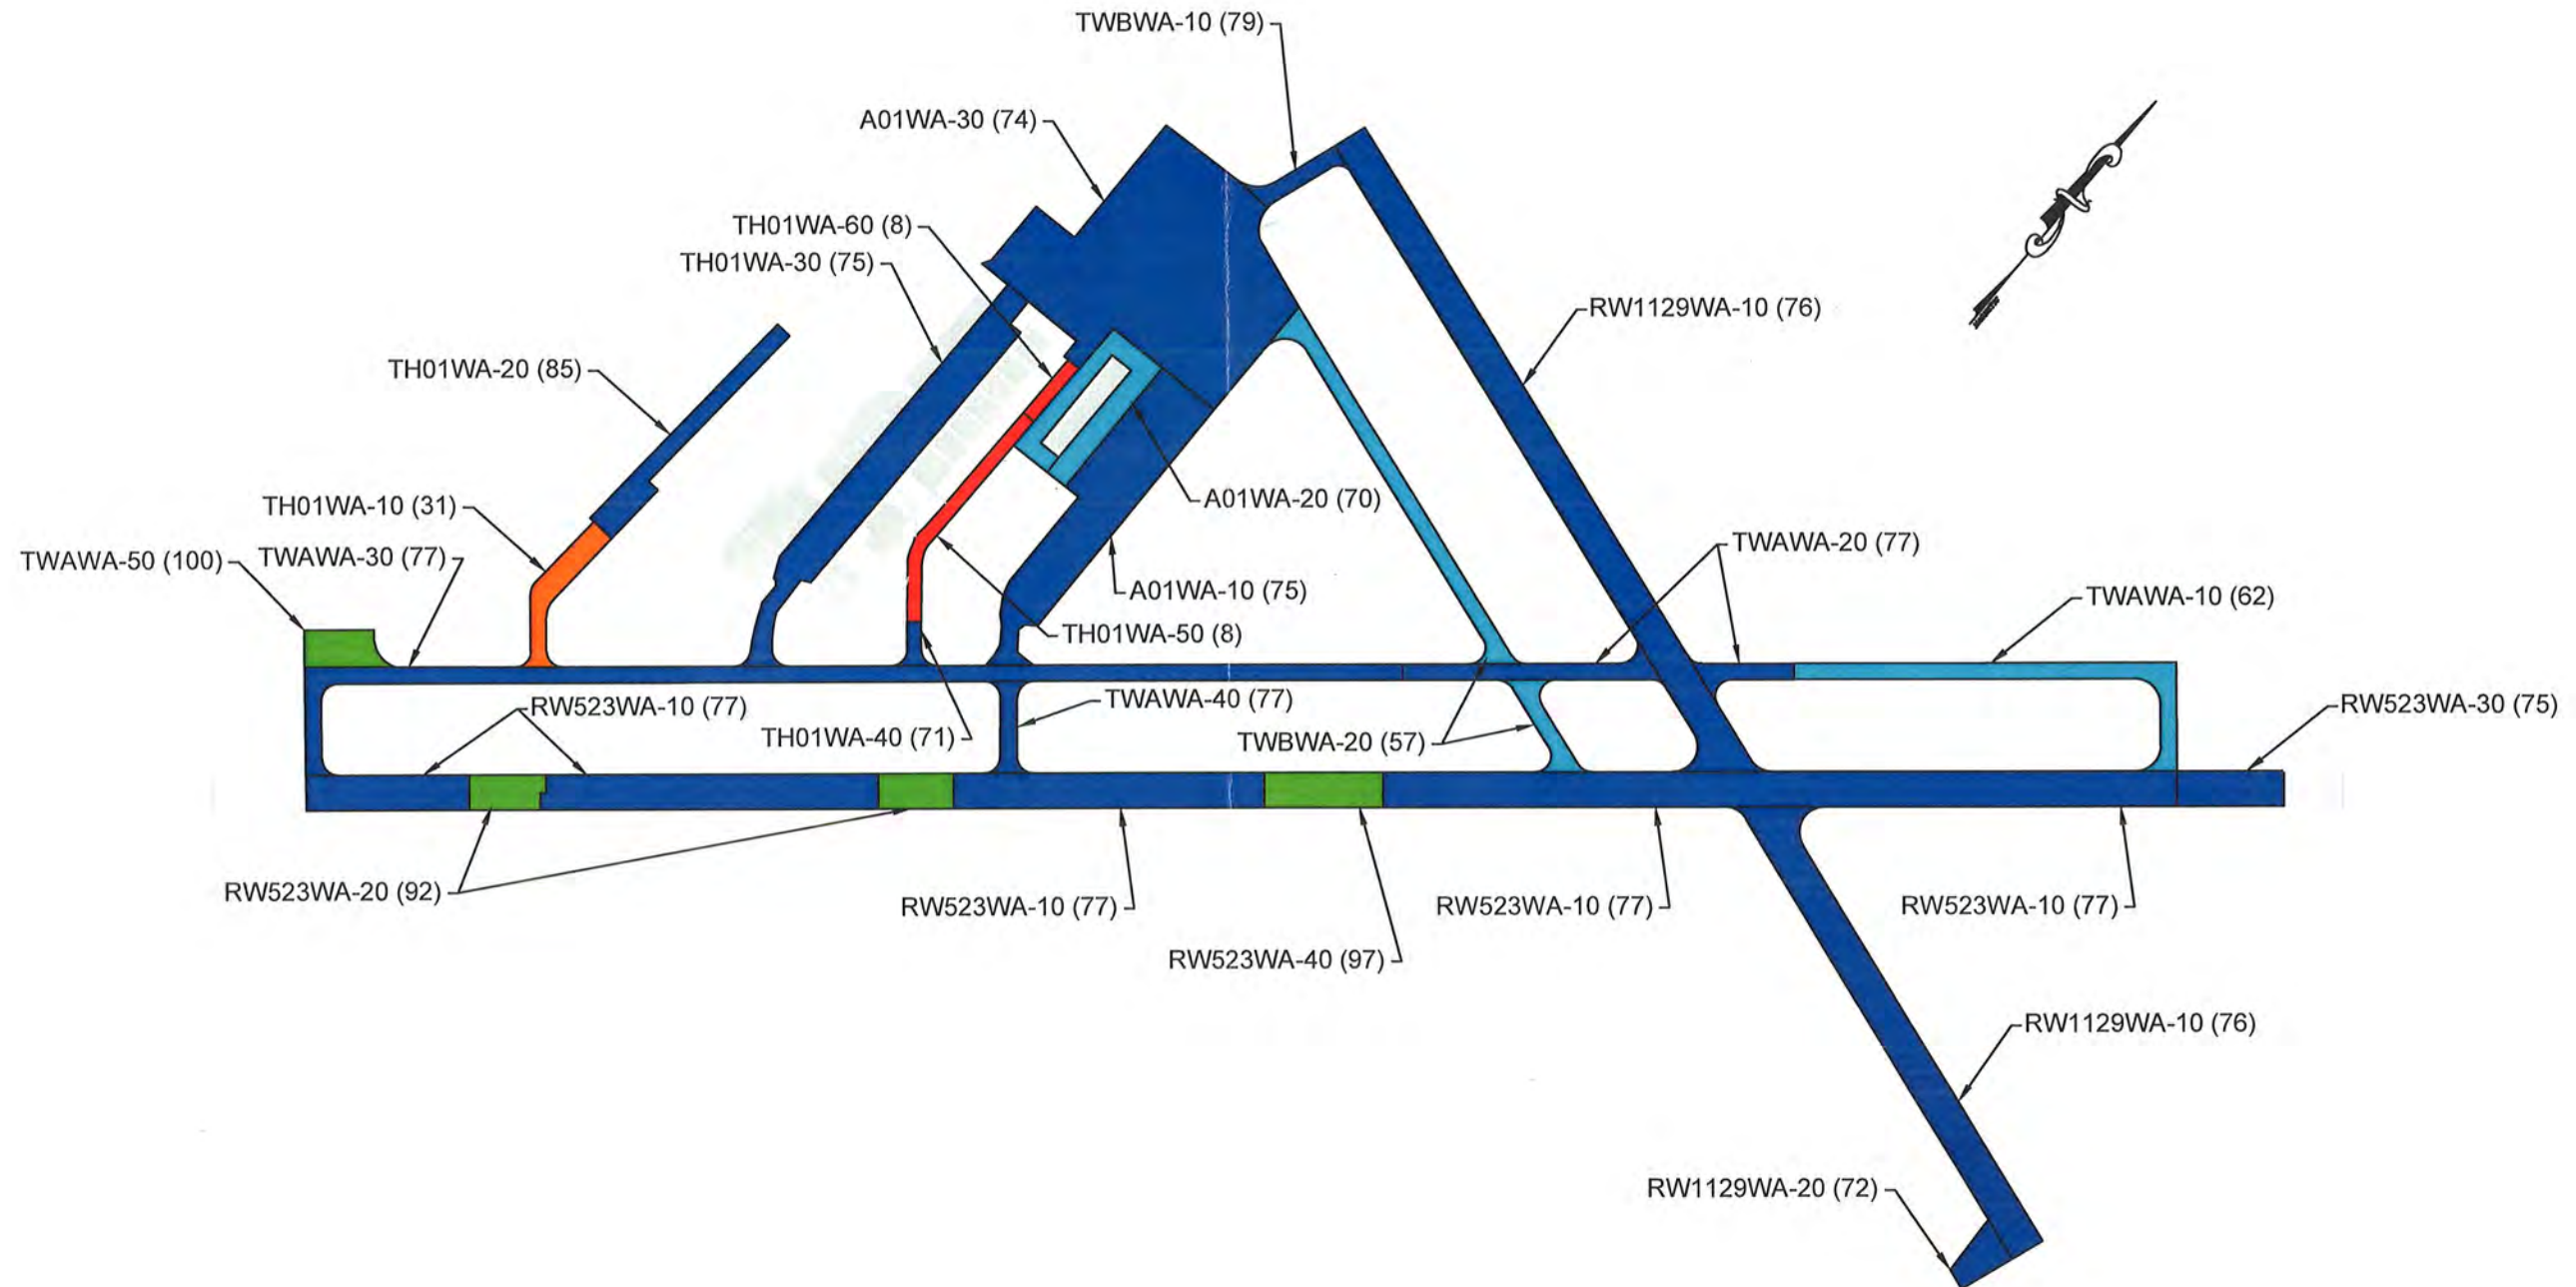 TWBWA-10 (79)
A01WA-30 (74)
TH01WA-60 (8)
TH01WA-30 (75)
RW1129WA-10 (76)
TH01WA-20 (85)
A01WA-20 (70)
TH01WA-10 (31)
TWAWA-50 (100)
TWAWA-30 (77)
TWAWA-20 (77)
A01WA-10 (75)
TWAWA-10 (62)
TH01WA-50 (8)
TWAWA-40 (77)
RW523WA-10 (77)
RW523WA-30 (75)
TH01WA-40 (71)
TWBWA-20 (57)
RW523WA-20 (92)
RW523WA-10 (77)
RW523WA-10 (77)
RW523WA-10 (77)
RW523WA-40 (97)
RW1129WA-10 (76)
RW1129WA-20 (72)